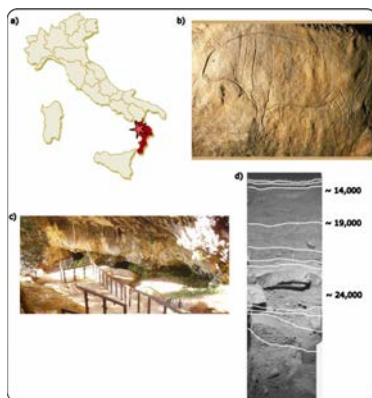 a)
b)
c)
d)
~ 14,000
~ 19,000
~ 24,000